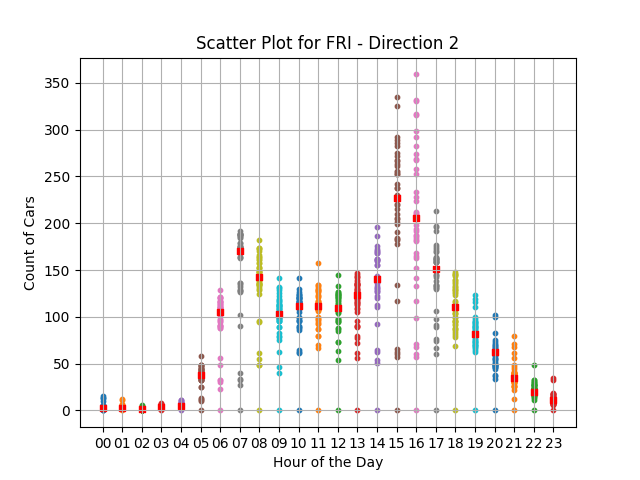 Scatter Plot for FRI - Direction 2
350
300
250
200
150
100
50
0
Count of Cars
00 01 02 03 04 05 06 07 08 09 10 11 12 13 14 15 16 17 18 19 20 21 22 23
Hour of the Day